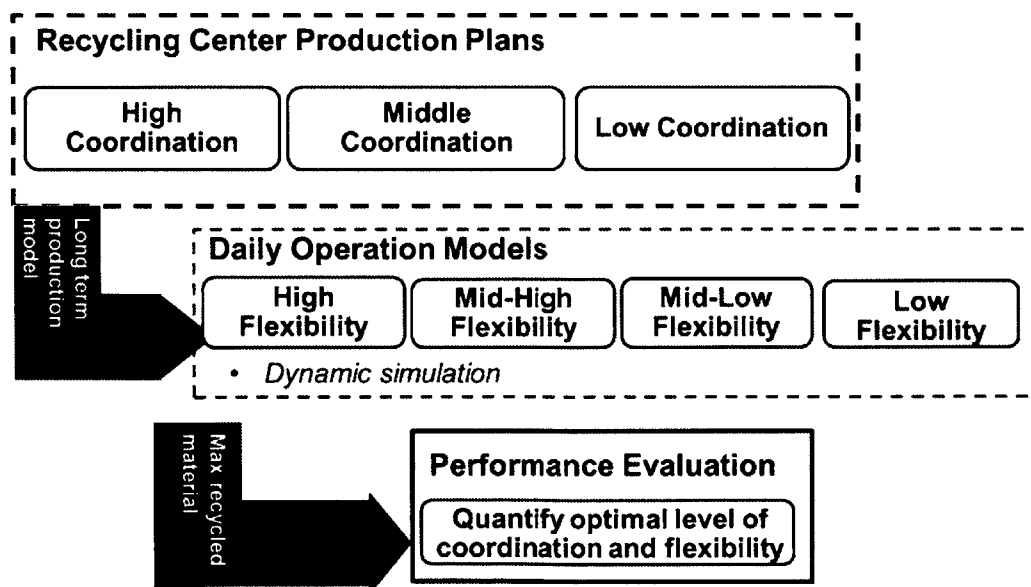 Recycling Center Production Plans
High
Coordination
Middle
Coordination
Low Coordination
Long term
production
model
Daily Operation Models
High
Flexibility
Mid-High
Flexibility
Mid-Low
Flexibility
Low
Flexibility
• Dynamic simulation
Max recycled
material
Performance Evaluation
Quantify optimal level of
coordination and flexibility